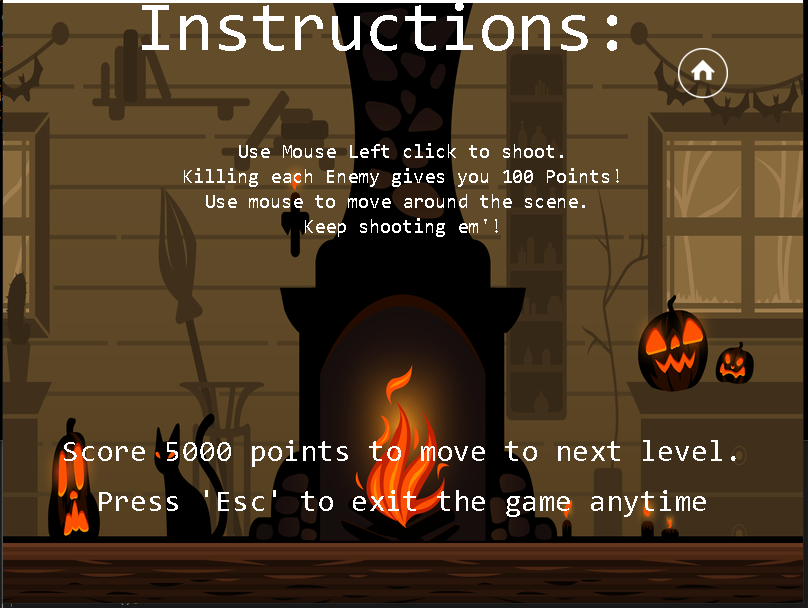 Instructions:
Use Mouse Left click to shoot.
Killing each Enemy gives you 100 Points!
Use mouse to move around the scene.
Keep shooting em'!
Score 5000 points to move to next level.
Press 'Esc' to exit the game anytime